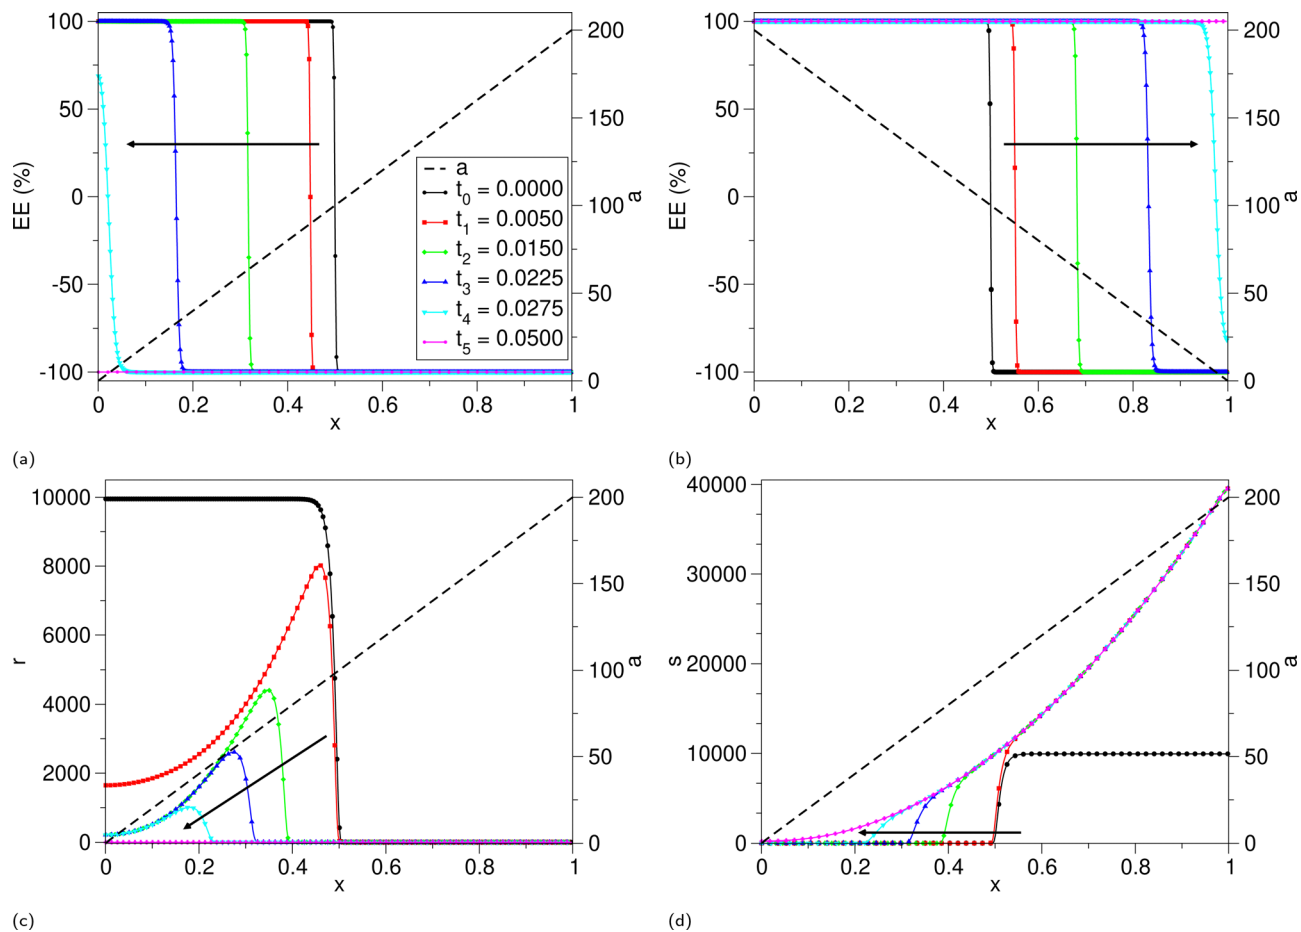 100
50
0
-50
-100
EE (%)
0
0.2
0.4
0.6
0.8
1
x
200
150
100
50
0
a
a
t0 = 0.0000
t1 = 0.0050
t2 = 0.0150
t3 = 0.0225
t4 = 0.0275
t5 = 0.0500
(a)
100
50
0
-50
-100
EE (%)
0
0.2
0.4
0.6
0.8
1
x
200
150
100
50
0
a
(b)
10000
8000
6000
4000
2000
0
r
0
0.2
0.4
0.6
0.8
1
x
200
150
100
50
0
a
(c)
40000
30000
20000
10000
0
s
0
0.2
0.4
0.6
0.8
1
x
200
150
100
50
0
a
(d)